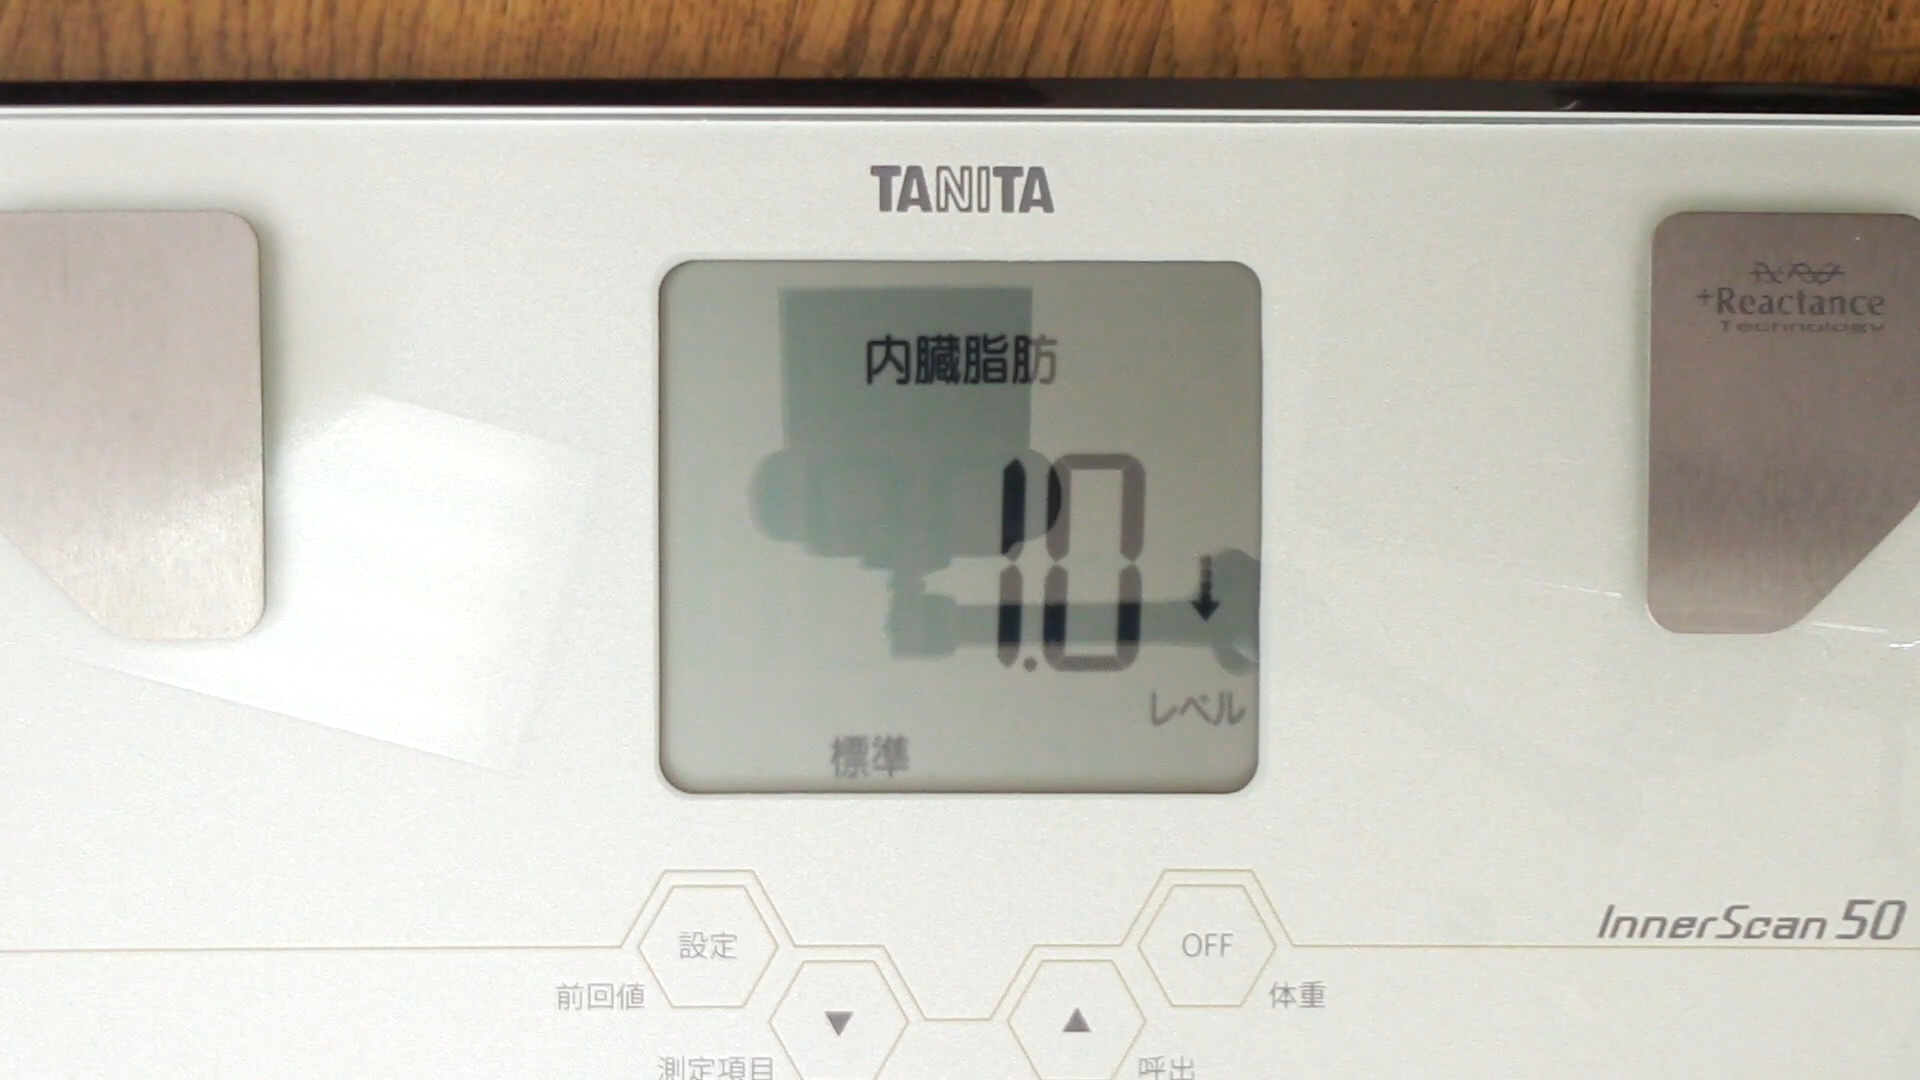 TANITA
+Reactance
Technology
内臓脂肪
1.0
レベル
標準
InnerScan 50
設定
OFF
前回値
体重
▼
▲
測定項目
呼出